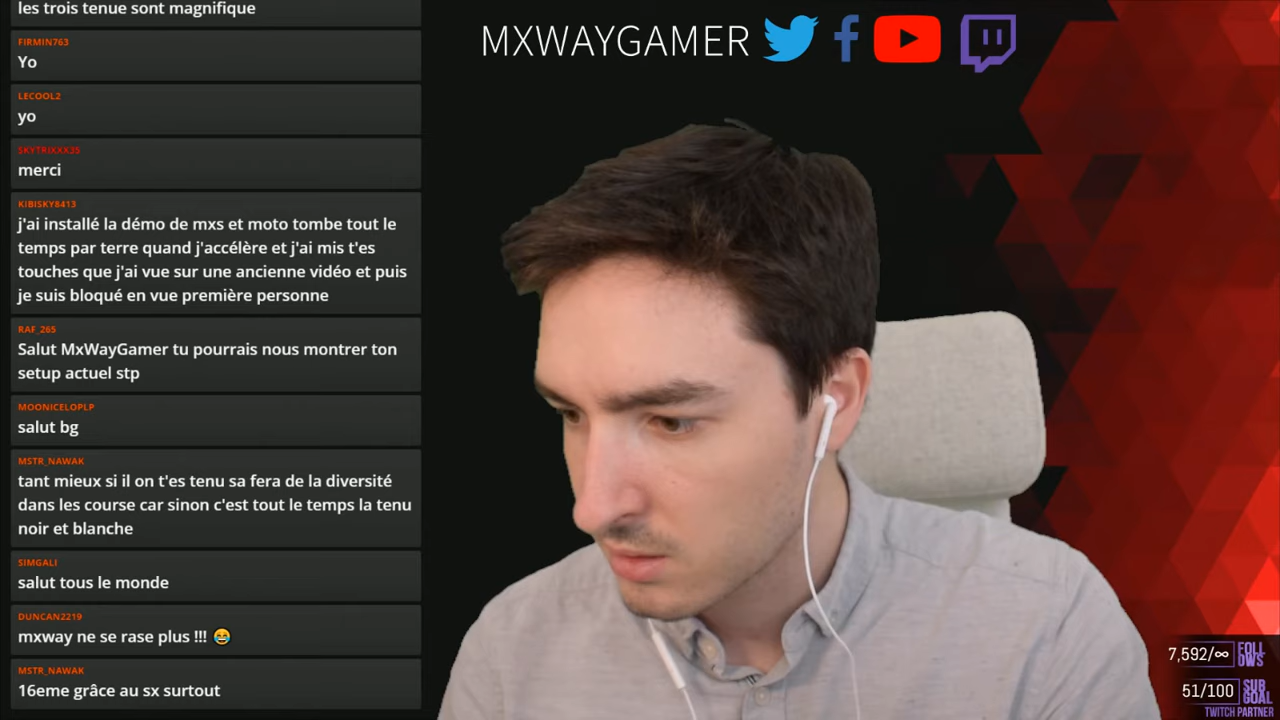 les trois tenue sont magnifique
FIRMIN763
Yo
LECOOL2
yo
SKYTRIXXX35
merci
KIBISKY8413
j'ai installé la démo de mxs et moto tombe tout le
temps par terre quand j'accélère et j'ai mis t'es
touches que j'ai vue sur une ancienne vidéo et puis
je suis bloqué en vue première personne
RAF_265
Salut MxWayGamer tu pourrais nous montrer ton
setup actuel stp
MOONICELOPLP
salut bg
MSTR_NAWAK
tant mieux si il on t'es tenu sa fera de la diversité
dans les course car sinon c'est tout le temps la tenu
noir et blanche
SIMGALI
salut tous le monde
DUNCAN2219
mxway ne se rase plus !!! 😂
MSTR_NAWAK
16eme grâce au sx surtout
MXWAYGAMER
7,592/∞
FOLL
OWS
51/100
SUB
GOAL
TWITCH PARTNER